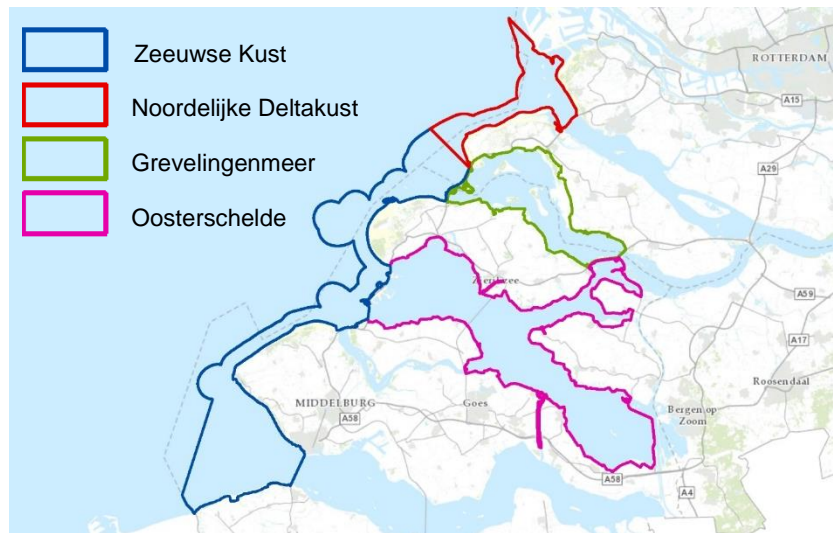 Zeeuwse Kust
Noordelijke Deltakust
Grevelingenmeer
Oosterschelde
ROTTERDAM
A15
A29
A59
A17
Roosendaal
Bergen op
Zoom
MIDDELBURG
A58
Goes
A58
A4